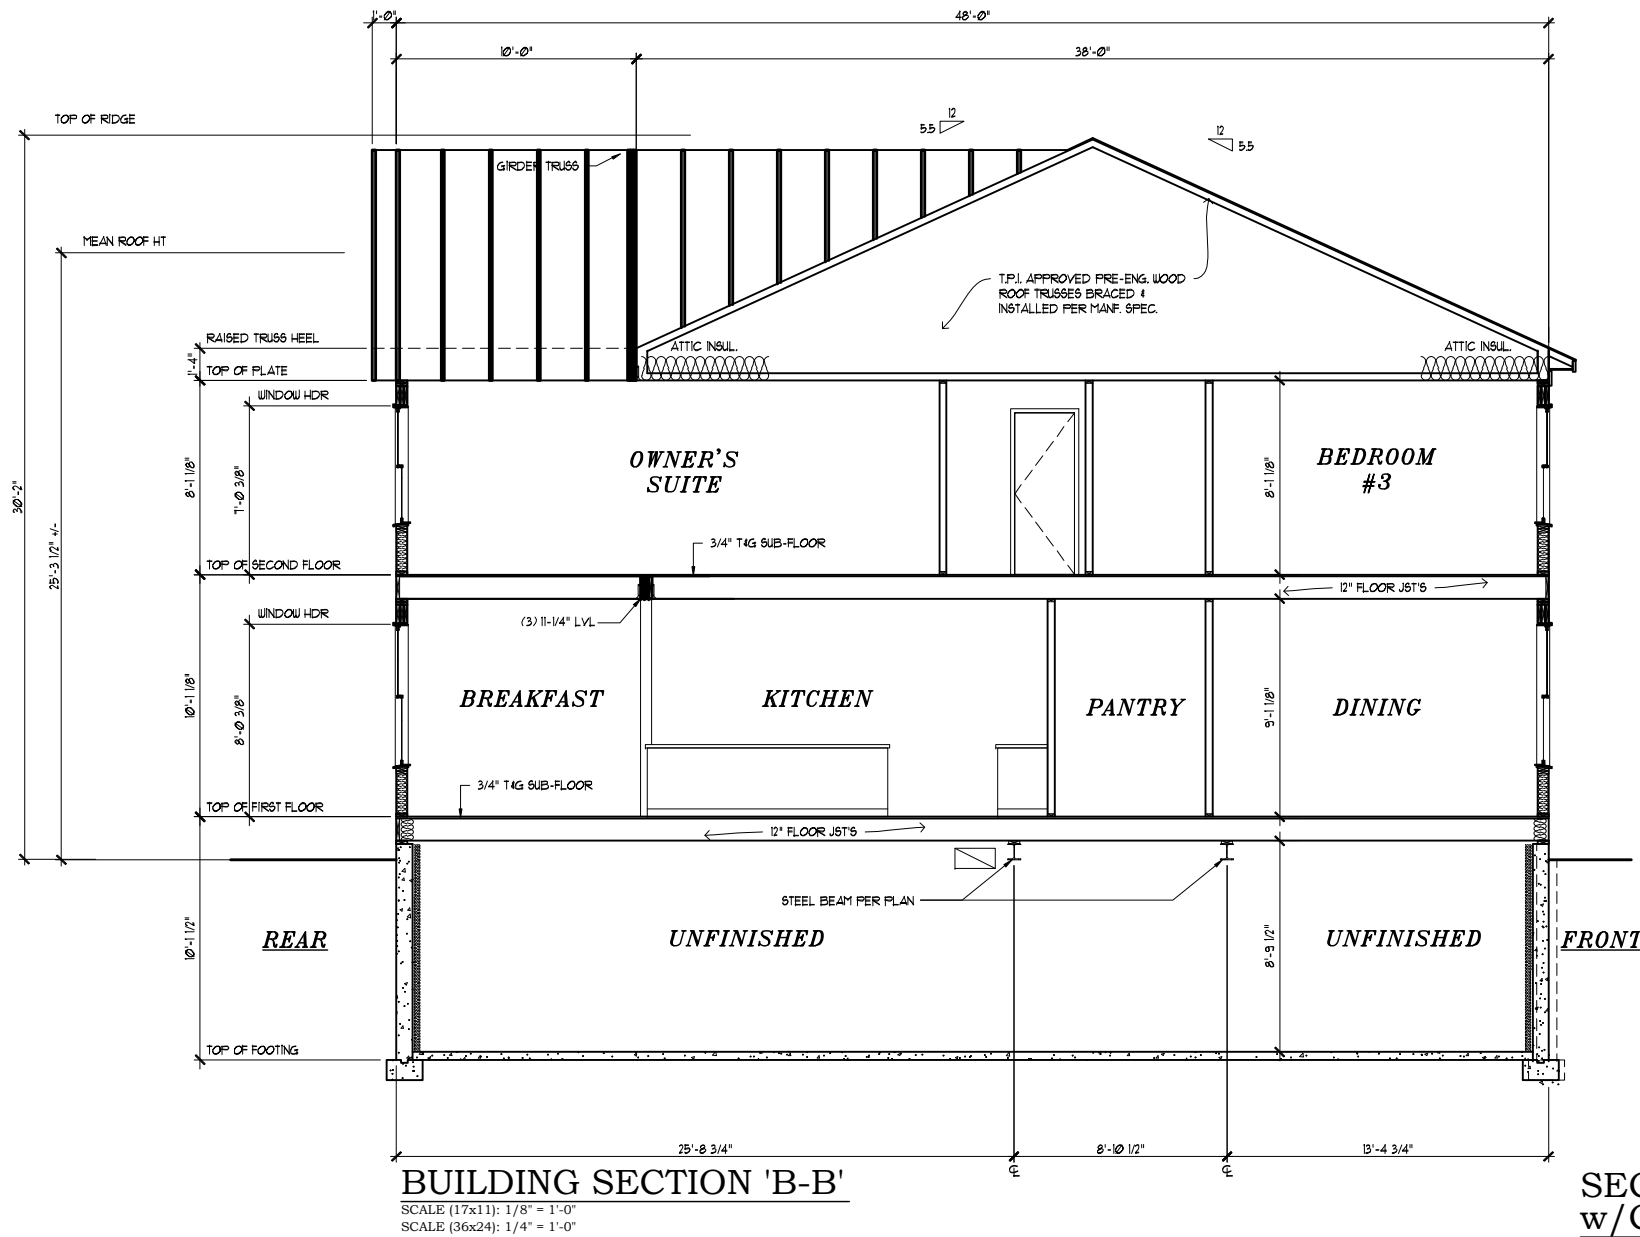 1'-0"
48'-0"
10'-0"
38'-0"
TOP OF RIDGE
12
5.5
12
5.5
GIRDER TRUSS
MEAN ROOF HT
T.P.I. APPROVED PRE-ENG. WOOD
ROOF TRUSSES BRACED &
INSTALLED PER MANF. SPEC.
RAISED TRUSS HEEL
ATTIC INSUL.
ATTIC INSUL.
1'-4"
TOP OF PLATE
WINDOW HDR
OWNER'S
SUITE
BEDROOM
#3
8'-1 1/8"
7'-0 3/8"
8'-1 1/8"
30'-2"
25'-3 1/2" +/-
3/4" T&G SUB-FLOOR
TOP OF SECOND FLOOR
12" FLOOR JST'S
WINDOW HDR
(3) 11-1/4" LVL
BREAKFAST
KITCHEN
PANTRY
DINING
10'-1 1/8"
8'-0 3/8"
9'-1 1/8"
3/4" T&G SUB-FLOOR
TOP OF FIRST FLOOR
12" FLOOR JST'S
STEEL BEAM PER PLAN
REAR
UNFINISHED
UNFINISHED
FRONT
10'-1 1/2"
8'-9 1/2"
TOP OF FOOTING
25'-8 3/4"
8'-10 1/2"
13'-4 3/4"
℄
℄
BUILDING SECTION 'B-B'
SCALE (17x11): 1/8" = 1'-0"
SCALE (36x24): 1/4" = 1'-0"